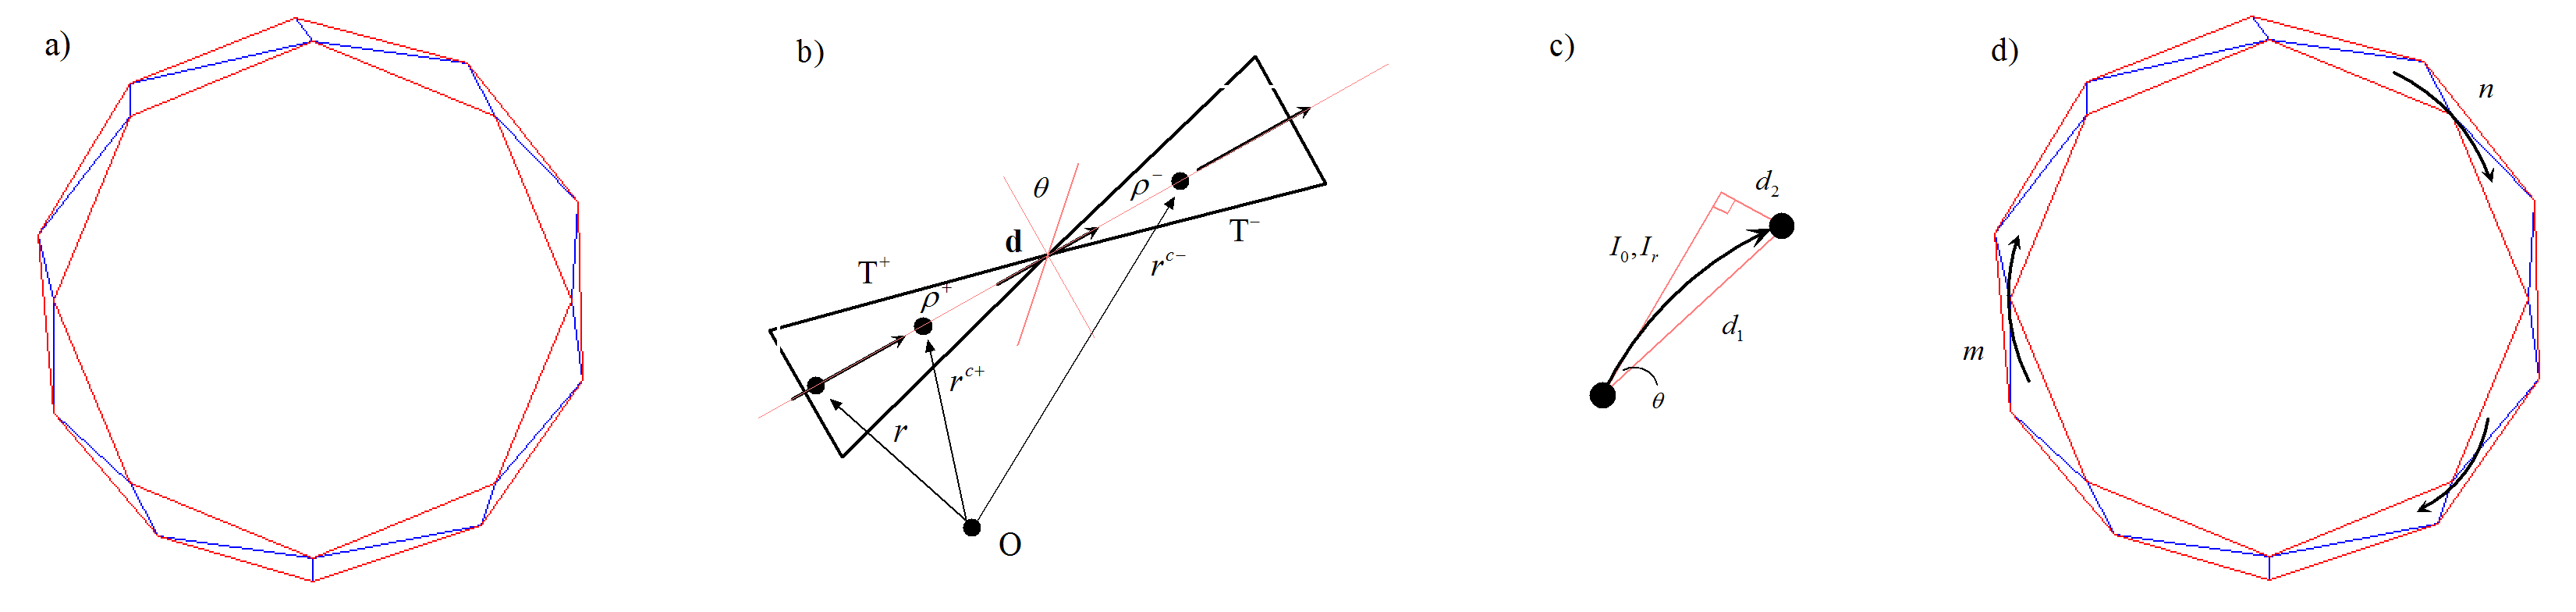 a)
b)
θ
ρ⁻
d
T⁻
T⁺
r^{c-}
ρ⁺
r^{c+}
r
O
c)
d₂
I₀, I_r
d₁
θ
d)
n
m